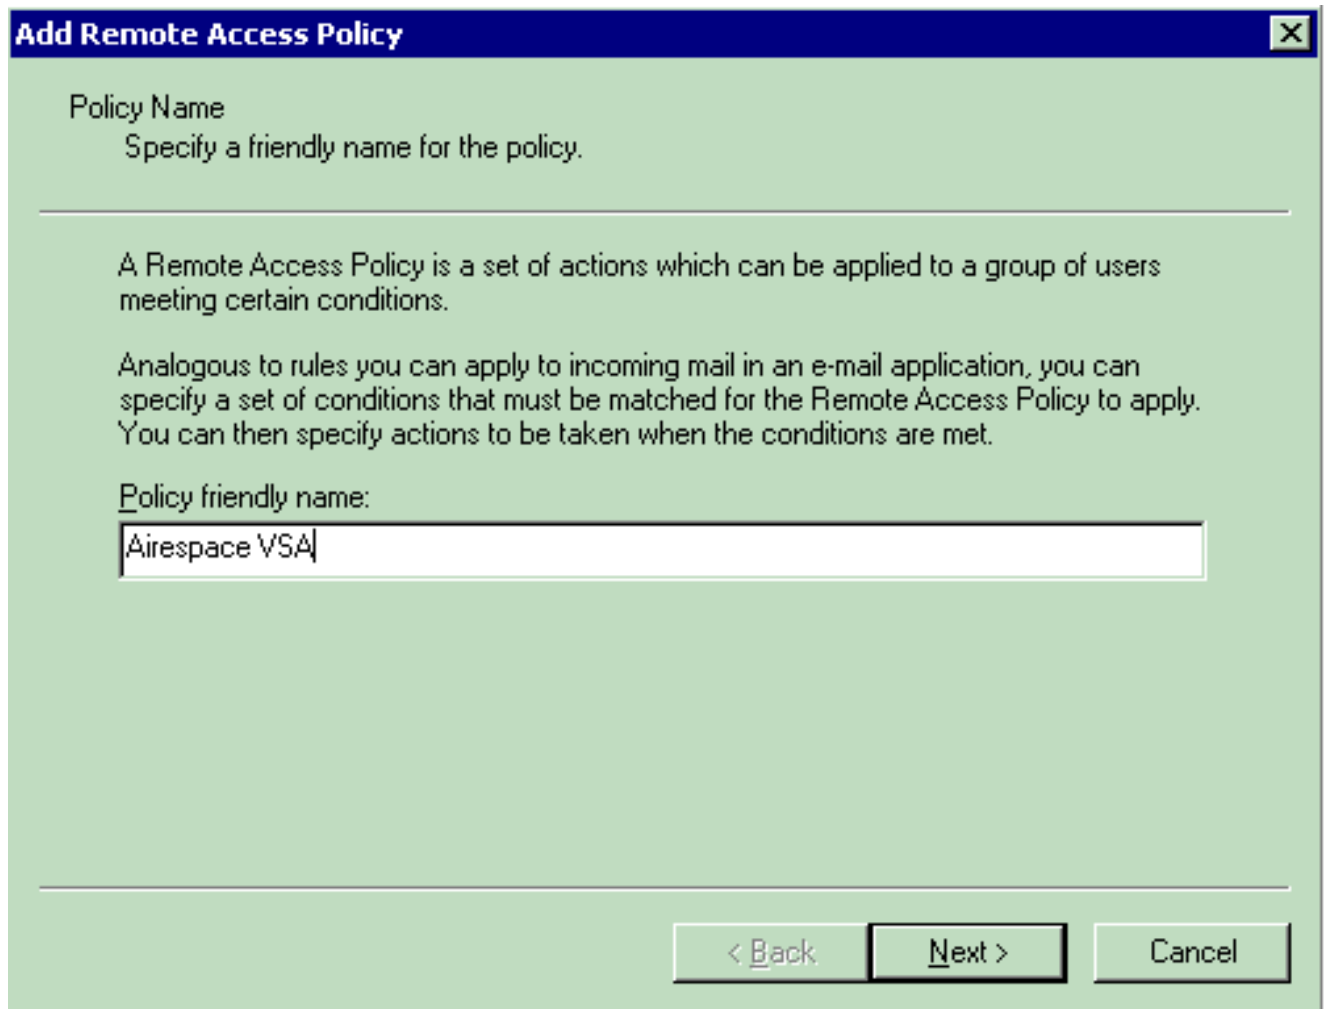 Add Remote Access Policy
Policy Name
Specify a friendly name for the policy.
A Remote Access Policy is a set of actions which can be applied to a group of users
meeting certain conditions.
Analogous to rules you can apply to incoming mail in an e-mail application, you can
specify a set of conditions that must be matched for the Remote Access Policy to apply.
You can then specify actions to be taken when the conditions are met.
Policy friendly name:
Airespace VSA
< Back
Next >
Cancel